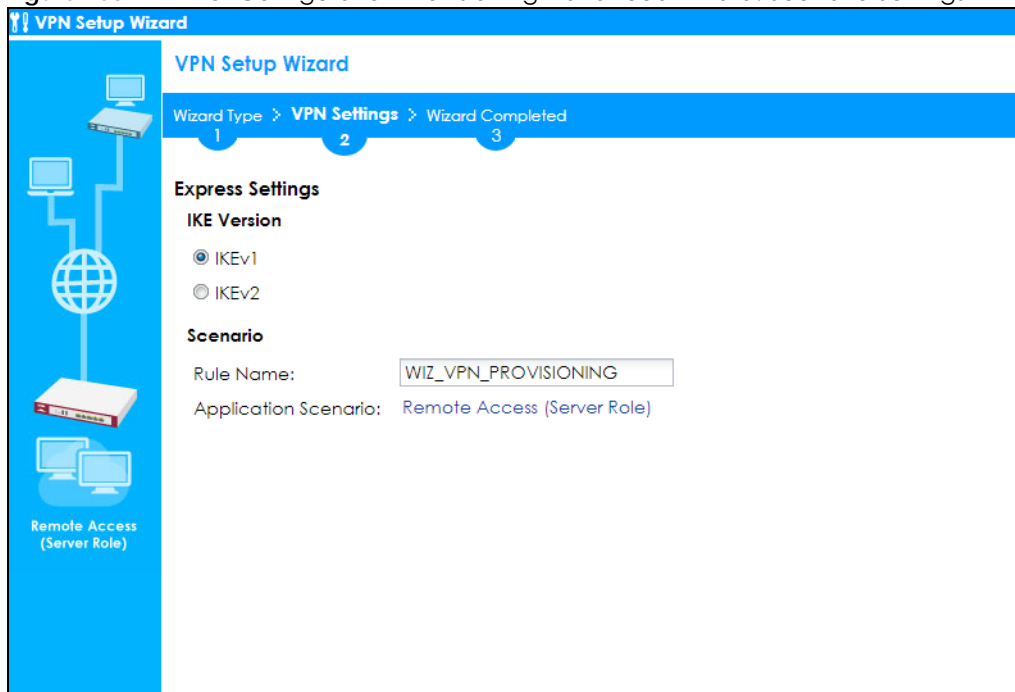 VPN Setup Wizard
VPN Setup Wizard
Wizard Type > VPN Settings > Wizard Completed
1 2 3
Express Settings
IKE Version
IKEv1
IKEv2
Scenario
Rule Name: WIZ_VPN_PROVISIONING
Application Scenario: Remote Access (Server Role)
Remote Access
(Server Role)